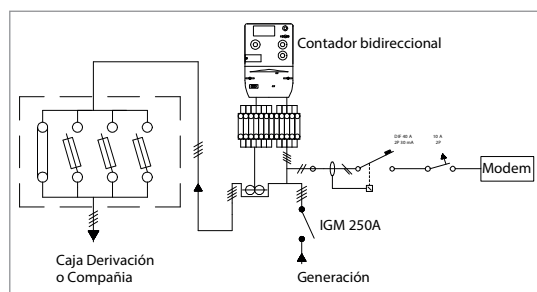 Contador bidireccional
DIF 40 A
2P 30 mA
10 A
2P
Modem
IGM 250A
Caja Derivación
o Compañia
Generación